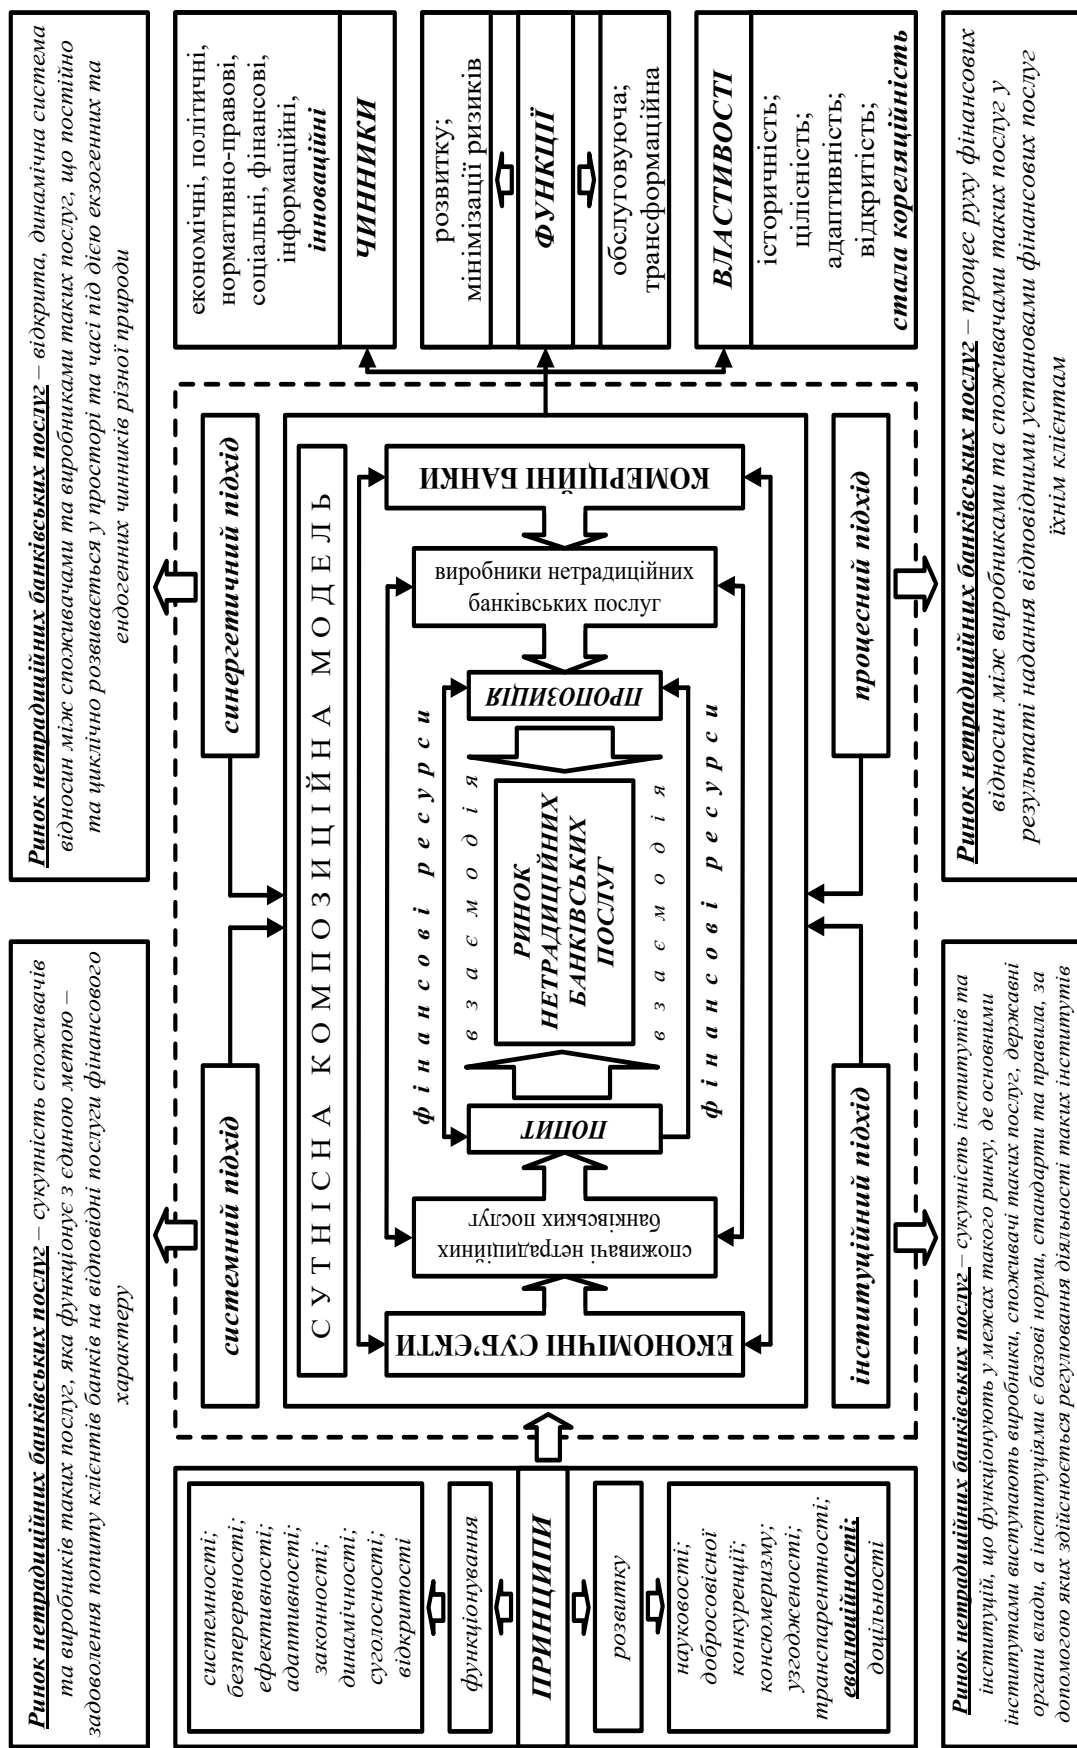 Ринок нетрадиційних банківських послуг – сукупність споживачів
та виробників таких послуг, яка функціонує з єдиною метою –
задоволення попиту клієнтів банків на відповідні послуги фінансового
характеру
Ринок нетрадиційних банківських послуг – відкрита, динамічна система
відносин між споживачами та виробниками таких послуг, що постійно
та циклічно розвивається у просторі та часі під дією екзогенних та
ендогенних чинників різної природи
системності;
безперервності;
ефективності;
адаптивності;
законності;
динамічності;
суголосності;
відкритості
функціонування
ПРИНЦИПИ
розвитку
науковості;
добросовісної
конкуренції;
консюмеризму;
узгодженості;
транспарентності;
еволюційності;
доцільності
системний підхід
синергетичний підхід
СУТНІСНА КОМПОЗИЦІЙНА МОДЕЛЬ
ЕКОНОМІЧНІ СУБ’ЄКТИ
споживачі нетрадиційних
банківських послуг
ПОПИТ
фінансові ресурси
взаємодія
РИНОК
НЕТРАДИЦІЙНИХ
БАНКІВСЬКИХ
ПОСЛУГ
взаємодія
фінансові ресурси
ПРОПОЗИЦІЯ
виробники нетрадиційних
банківських послуг
КОМЕРЦІЙНІ БАНКИ
інституційний підхід
процесний підхід
економічні, політичні,
нормативно-правові,
соціальні, фінансові,
інформаційні,
інноваційні
ЧИННИКИ
розвитку;
мінімізації ризиків
ФУНКЦІЇ
обслуговуюча;
трансформаційна
ВЛАСТИВОСТІ
історичність;
цілісність;
адаптивність;
відкритість;
стала кореляційність
Ринок нетрадиційних банківських послуг – сукупність інститутів та
інституцій, що функціонують у межах такого ринку, де основними
інститутами виступають виробники, споживачі таких послуг, державні
органи влади, а інституціями є базові норми, стандарти та правила, за
допомогою яких здійснюється регулювання діяльності таких інститутів
Ринок нетрадиційних банківських послуг – процес руху фінансових
відносин між виробниками та споживачами таких послуг у
результаті надання відповідними установами фінансових послуг
їхнім клієнтам